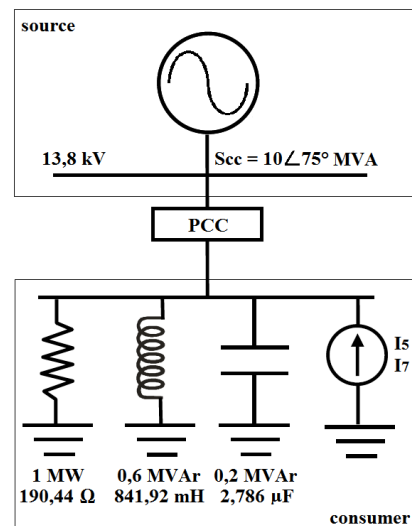 source
13,8 kV
Scc = 10∠75° MVA
PCC
I5
I7
1 MW 0,6 MVAr 0,2 MVAr
190,44 Ω 841,92 mH 2,786 µF
consumer